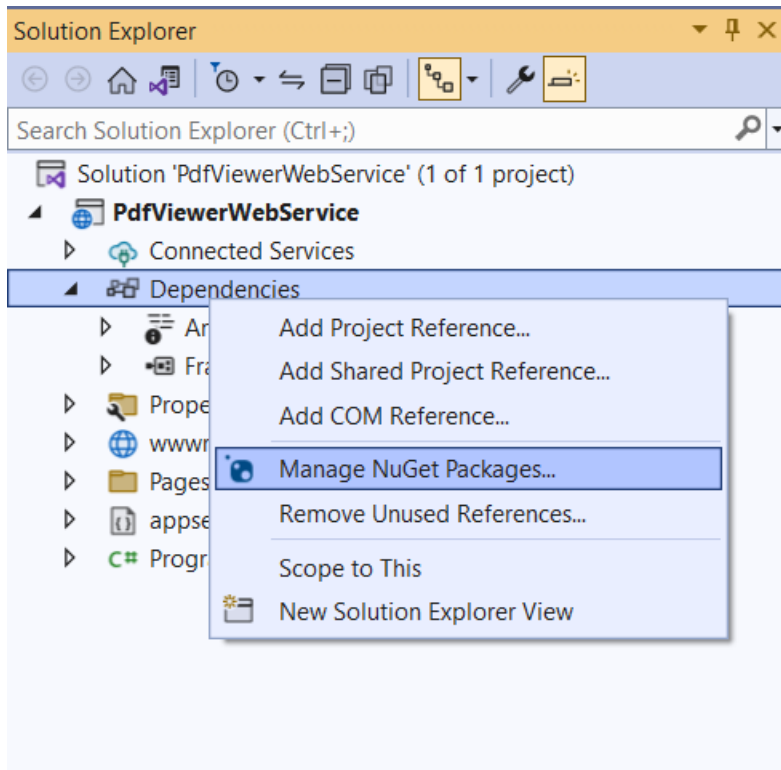 Solution Explorer
Search Solution Explorer (Ctrl+;)
Solution 'PdfViewerWebService' (1 of 1 project)
PdfViewerWebService
Connected Services
Dependencies
Add Project Reference...
Add Shared Project Reference...
Add COM Reference...
Manage NuGet Packages...
Pages
Remove Unused References...
C#
Scope to This
New Solution Explorer View